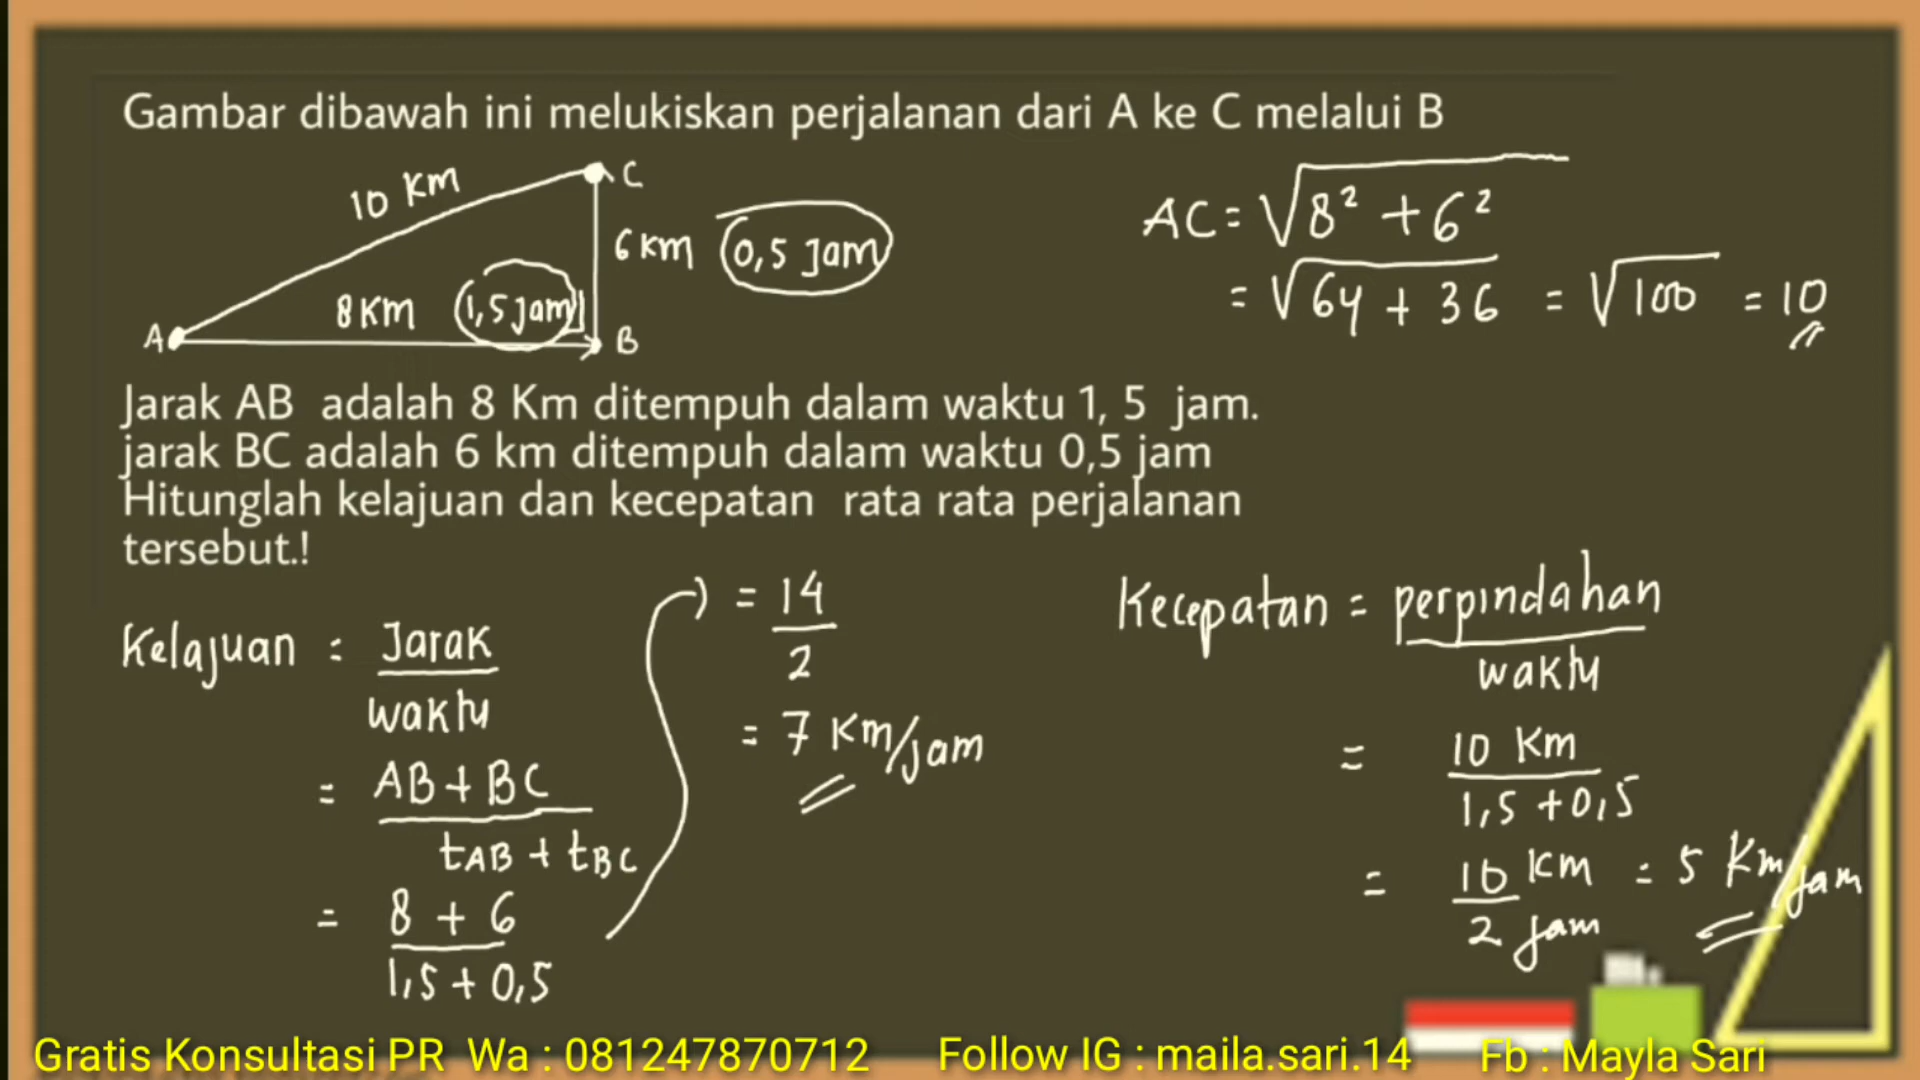 Gambar dibawah ini melukiskan perjalanan dari A ke C melalui B
10 Km
C
6 km 0,5 Jam
8 Km 1,5 jam
A
B
AC = √8² + 6²
= √64 + 36 = √100 = 10
Jarak AB adalah 8 Km ditempuh dalam waktu 1, 5 jam.
jarak BC adalah 6 km ditempuh dalam waktu 0,5 jam
Hitunglah kelajuan dan kecepatan rata rata perjalanan
tersebut.!
Kelajuan = Jarak
waktu
= AB + BC
tAB + tBC
= 8 + 6
1,5 + 0,5
= 14
2
= 7 Km/jam
Kecepatan = perpindahan
waktu
= 10 Km
1,5 + 0,5
= 10 km = 5 Km/jam
2 jam
Gratis Konsultasi PR Wa : 081247870712 Follow IG : maila.sari.14 Fb : Mayla Sari